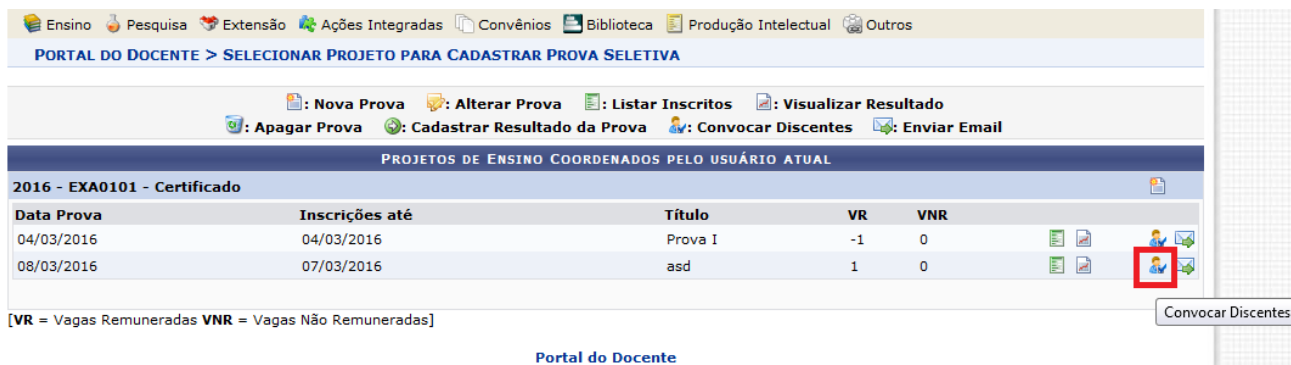 Ensino Pesquisa Extensão Ações Integradas Convênios Biblioteca Produção Intelectual Outros
PORTAL DO DOCENTE > SELECIONAR PROJETO PARA CADASTRAR PROVA SELETIVA
: Nova Prova : Alterar Prova : Listar Inscritos : Visualizar Resultado
: Apagar Prova : Cadastrar Resultado da Prova : Convocar Discentes : Enviar Email
PROJETOS DE ENSINO COORDENADOS PELO USUÁRIO ATUAL
2016 - EXA0101 - Certificado
Data Prova Inscrições até Título VR VNR
04/03/2016 04/03/2016 Prova I -1 0
08/03/2016 07/03/2016 asd 1 0
Convocar Discentes
[VR = Vagas Remuneradas VNR = Vagas Não Remuneradas]
Portal do Docente